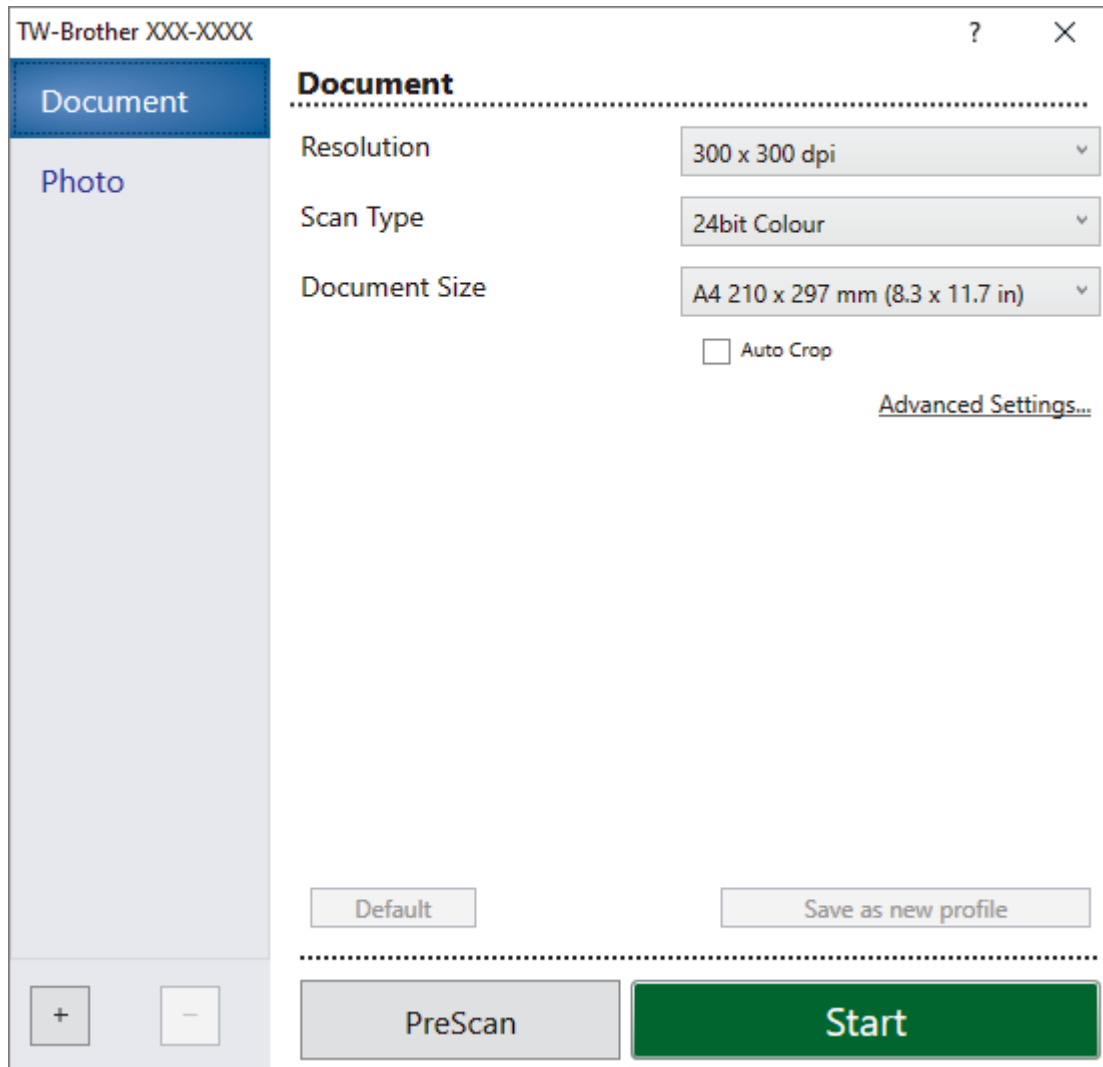 TW-Brother XXX-XXXX ?
Document
Photo
Document
Resolution 300 x 300 dpi
Scan Type 24bit Colour
Document Size A4 210 x 297 mm (8.3 x 11.7 in)
Auto Crop
Advanced Settings...
Default Save as new profile
+ − PreScan Start